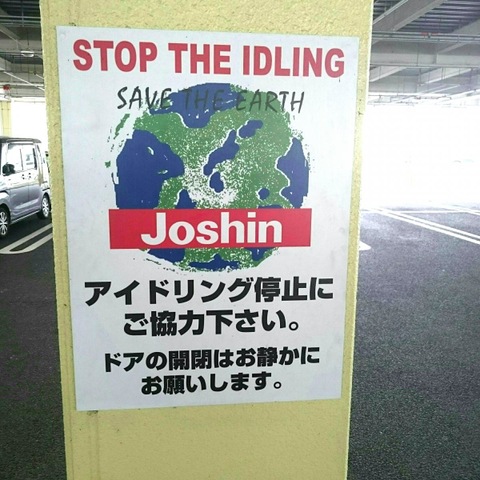 STOP THE IDLING
SAVE THE EARTH
Joshin
アイドリング停止に
ご協力下さい。
ドアの開閉はお静かに
お願いします。